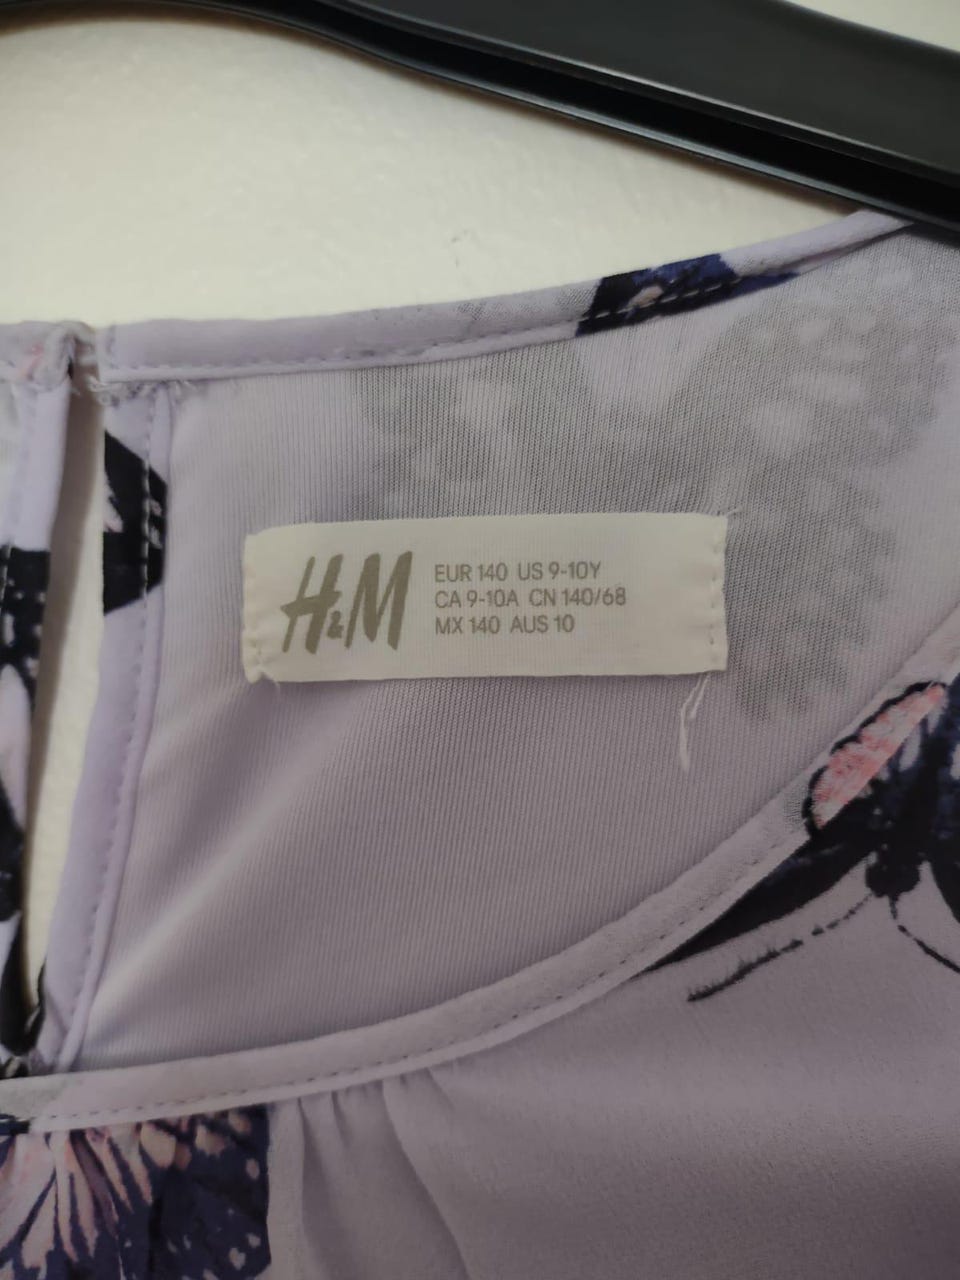 H&M
EUR 140 US 9-10Y
CA 9-10A CN 140/68
MX 140 AUS 10